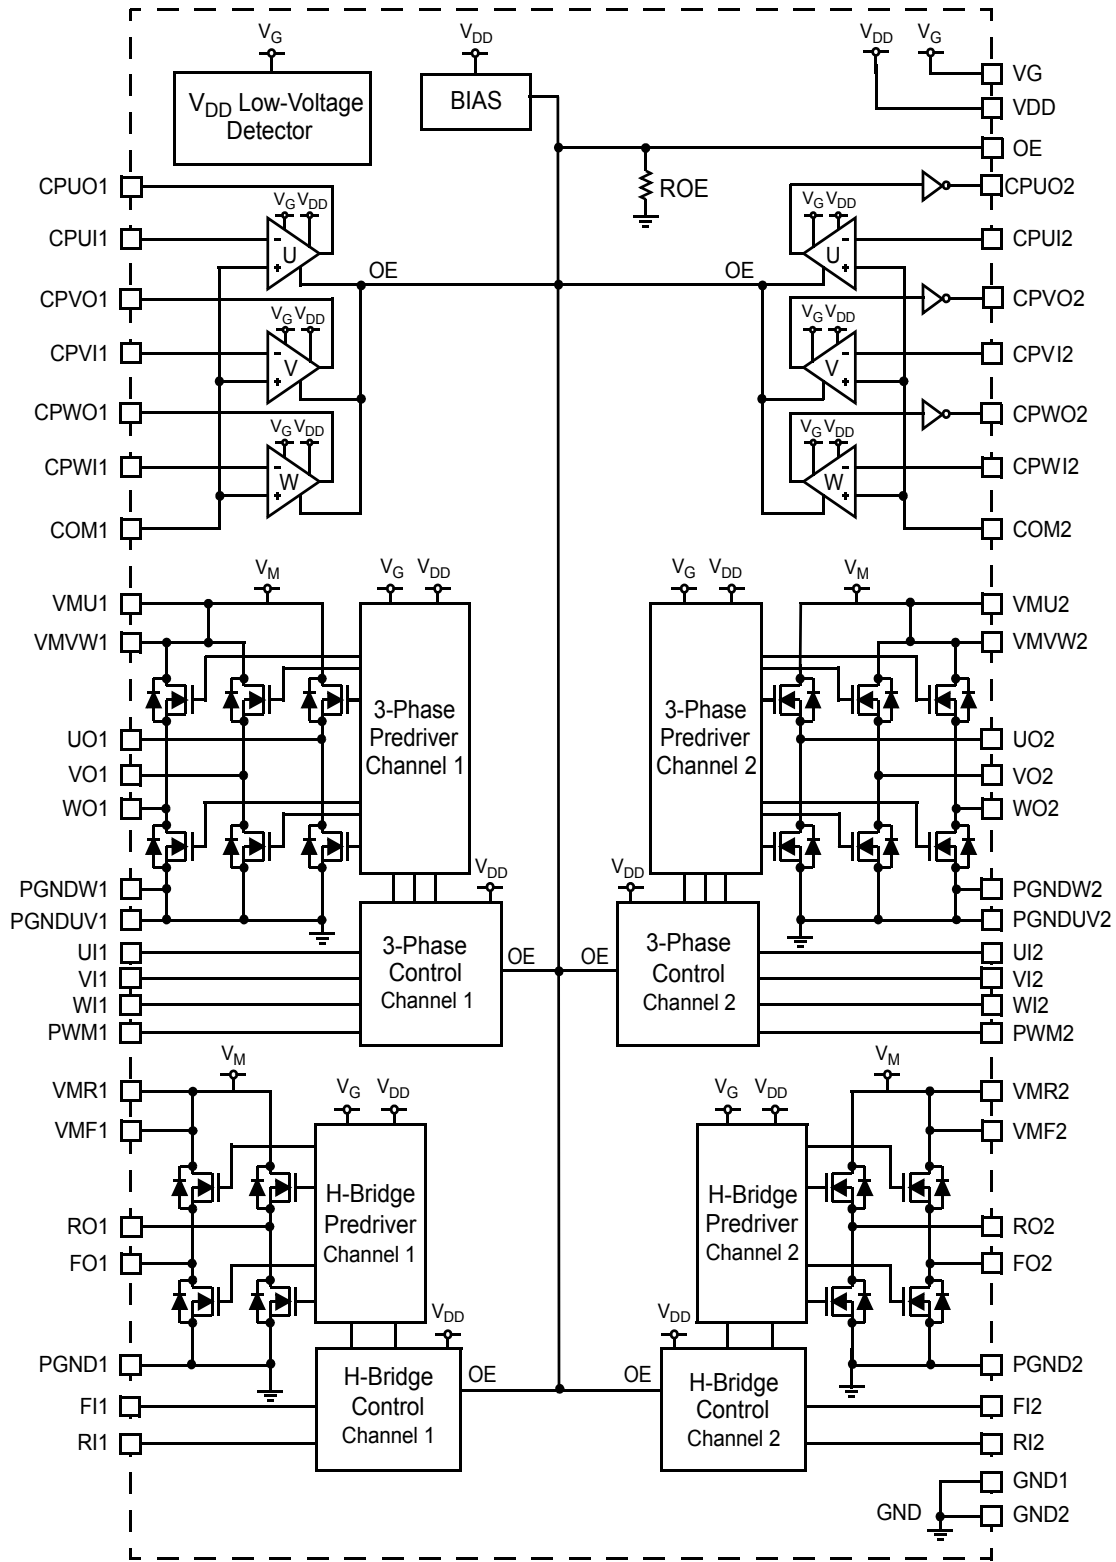 VG
VDD
VDD
VG
VDD Low-Voltage
Detector
BIAS
VG
VDD
OE
ROE
CPUO1
CPUI1
CPVO1
CPVI1
CPWO1
CPWI1
COM1
VG VDD
-
U
+
VG VDD
-
V
+
VG VDD
-
W
+
OE
OE
VG VDD
-
U
+
VG VDD
-
V
+
VG VDD
-
W
+
CPUO2
CPUI2
CPVO2
CPVI2
CPWO2
CPWI2
COM2
VM
VG
VDD
VG
VDD
VM
VMU1
VMVW1
UO1
VO1
WO1
PGNDW1
PGNDUV1
UI1
VI1
WI1
PWM1
3-Phase
Predriver
Channel 1
VDD
3-Phase
Control
Channel 1
OE
OE
3-Phase
Predriver
Channel 2
VDD
3-Phase
Control
Channel 2
VMU2
VMVW2
UO2
VO2
WO2
PGNDW2
PGNDUV2
UI2
VI2
WI2
PWM2
VM
VG
VDD
VG
VDD
VM
VMR1
VMF1
RO1
FO1
PGND1
FI1
RI1
H-Bridge
Predriver
Channel 1
VDD
H-Bridge
Control
Channel 1
OE
OE
H-Bridge
Predriver
Channel 2
VDD
H-Bridge
Control
Channel 2
VMR2
VMF2
RO2
FO2
PGND2
FI2
RI2
GND
GND1
GND2